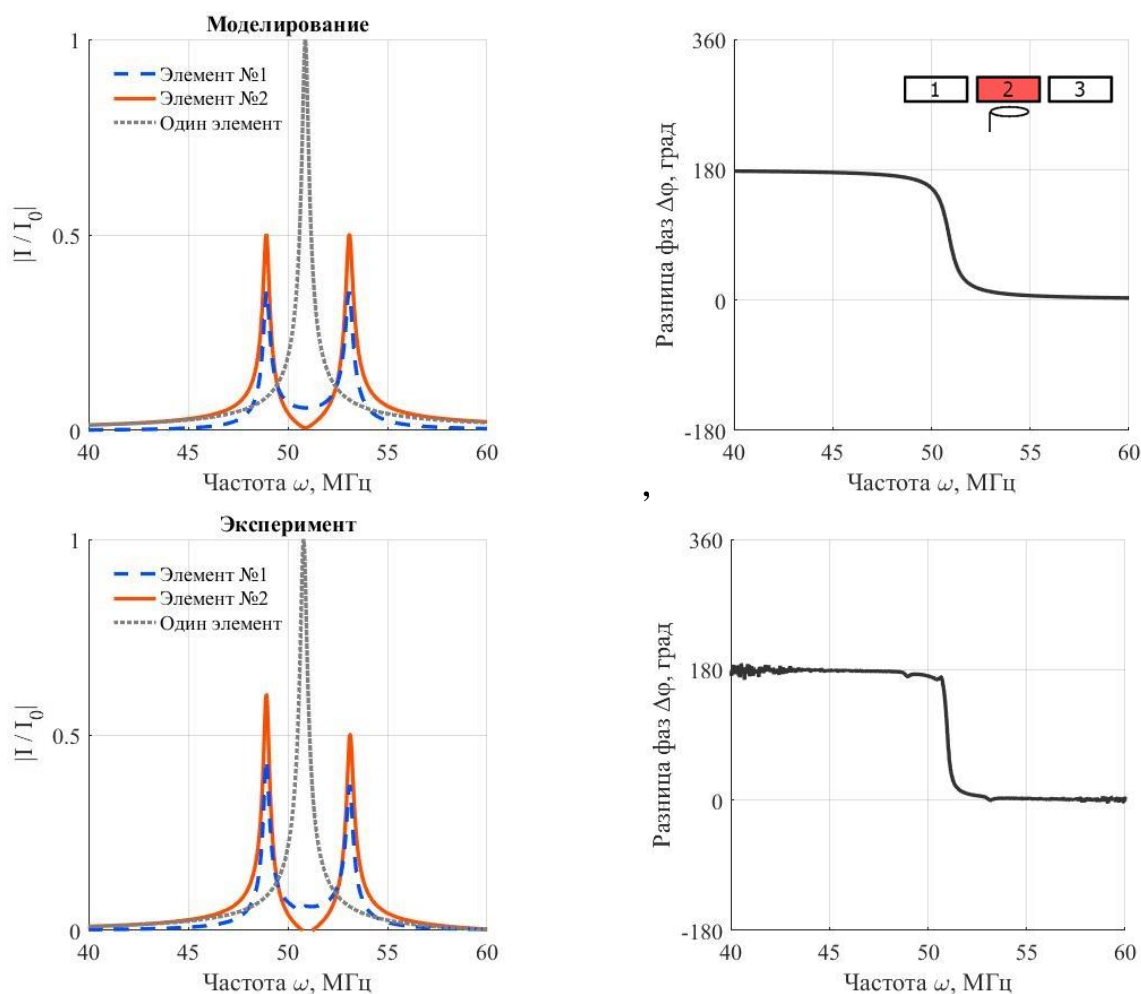 Моделирование
1
0.5
0
|I / I₀|
Элемент №1
Элемент №2
Один элемент
40 45 50 55 60
Частота ω, МГц
360
180
0
-180
Разница фаз Δφ, град
1 2 3
40 45 50 55 60
Частота ω, МГц
,
Эксперимент
1
0.5
0
|I / I₀|
Элемент №1
Элемент №2
Один элемент
40 45 50 55 60
Частота ω, МГц
360
180
0
-180
Разница фаз Δφ, град
40 45 50 55 60
Частота ω, МГц